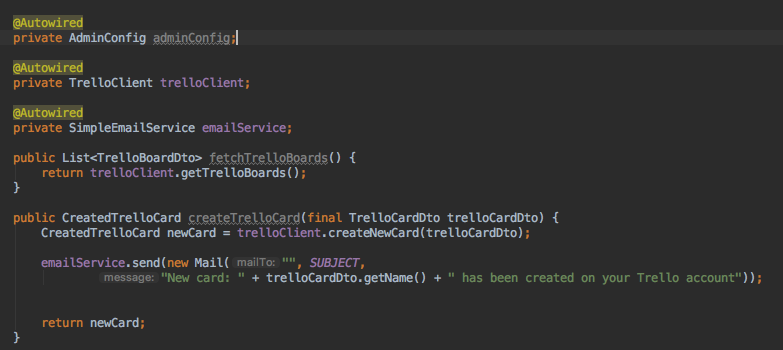 @Autowired
private AdminConfig adminConfig;
@Autowired
private TrelloClient trelloClient;
@Autowired
private SimpleEmailService emailService;
public List<TrelloBoardDto> fetchTrelloBoards() {
return trelloClient.getTrelloBoards();
}
public CreatedTrelloCard createTrelloCard(final TrelloCardDto trelloCardDto) {
CreatedTrelloCard newCard = trelloClient.createNewCard(trelloCardDto);
emailService.send(new Mail( mailTo: "", SUBJECT,
message: "New card: " + trelloCardDto.getName() + " has been created on your Trello account"));
return newCard;
}